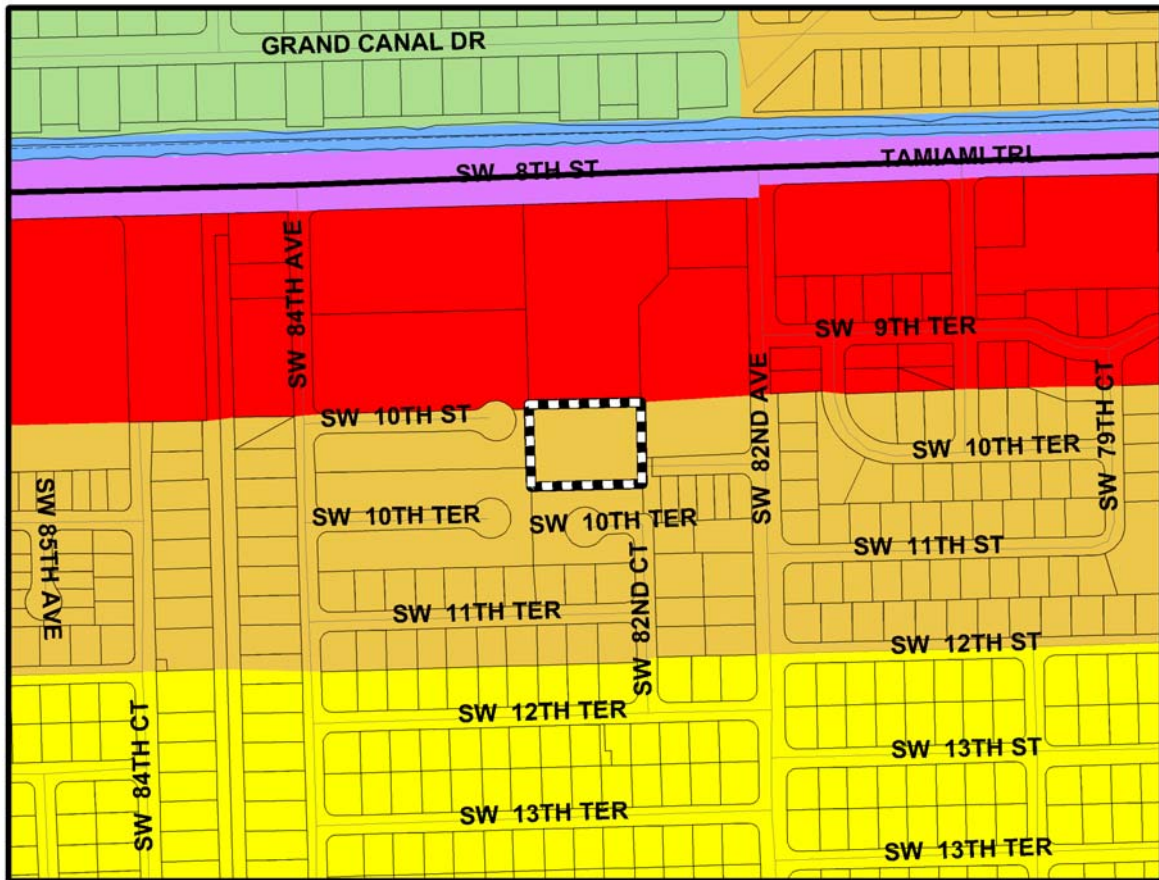 GRAND CANAL DR
SW 8TH ST
TAMIAMI TRL
SW 84TH AVE
SW 9TH TER
SW 82ND AVE
SW 79TH CT
SW 10TH ST
SW 10TH TER
SW 85TH AVE
SW 10TH TER
SW 10TH TER
SW 11TH ST
SW 82ND CT
SW 11TH TER
SW 12TH ST
SW 84TH CT
SW 12TH TER
SW 13TH ST
SW 13TH TER
SW 13TH TER